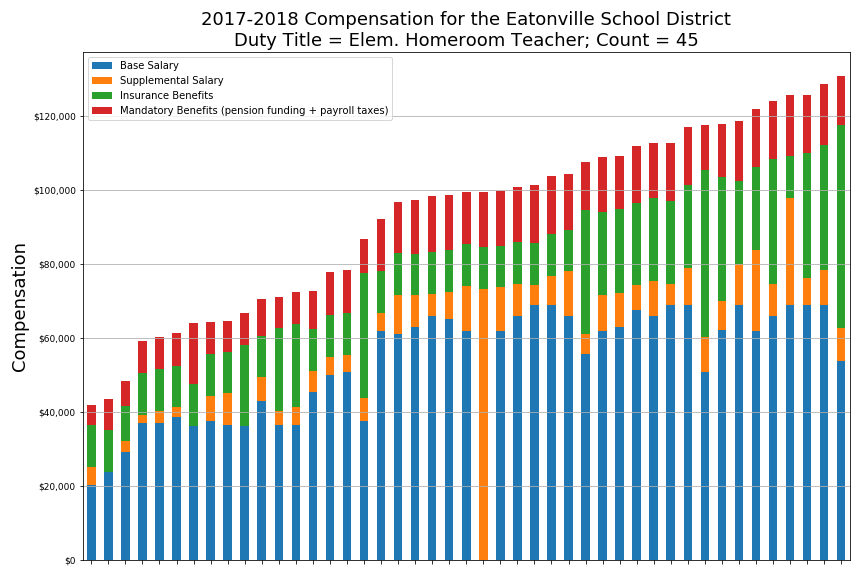 2017-2018 Compensation for the Eatonville School District
Duty Title = Elem. Homeroom Teacher; Count = 45
Base Salary
Supplemental Salary
Insurance Benefits
Mandatory Benefits (pension funding + payroll taxes)
Compensation
$120,000
$100,000
$80,000
$60,000
$40,000
$20,000
$0